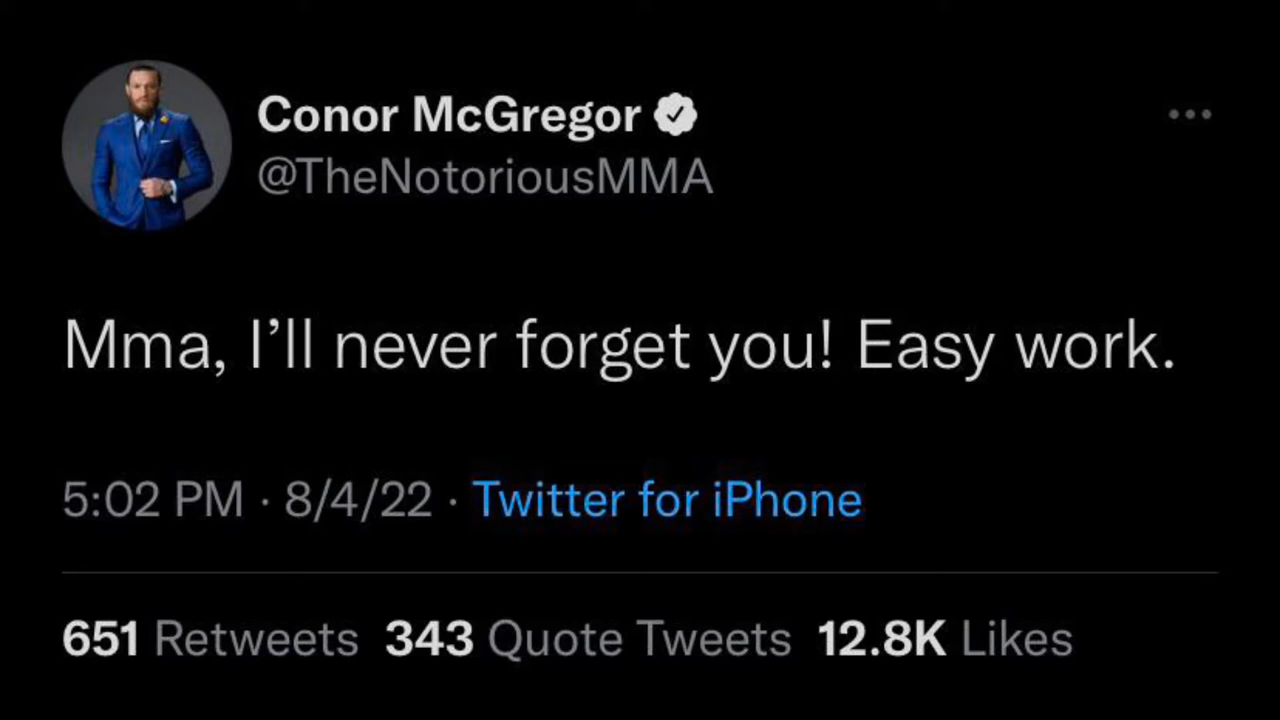 Conor McGregor
@TheNotoriousMMA
Mma, I’ll never forget you! Easy work.
5:02 PM · 8/4/22 · Twitter for iPhone
651 Retweets 343 Quote Tweets 12.8K Likes